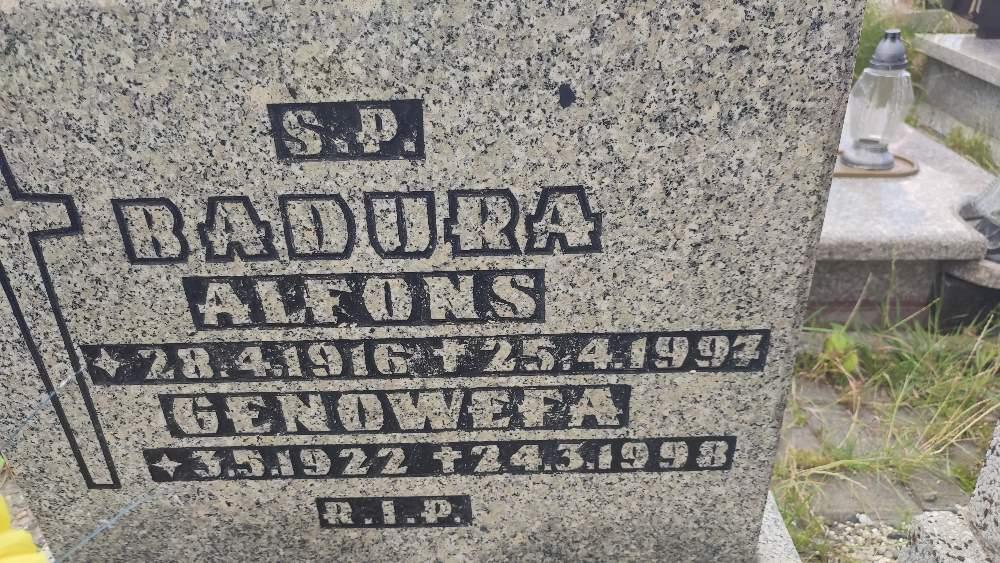 S.P.
BADURA
ALFONS
28.4.1916 ✝ 25.4.1997
GENOWEFA
3.5.1922 ✝ 24.3.1998
R.I.P.